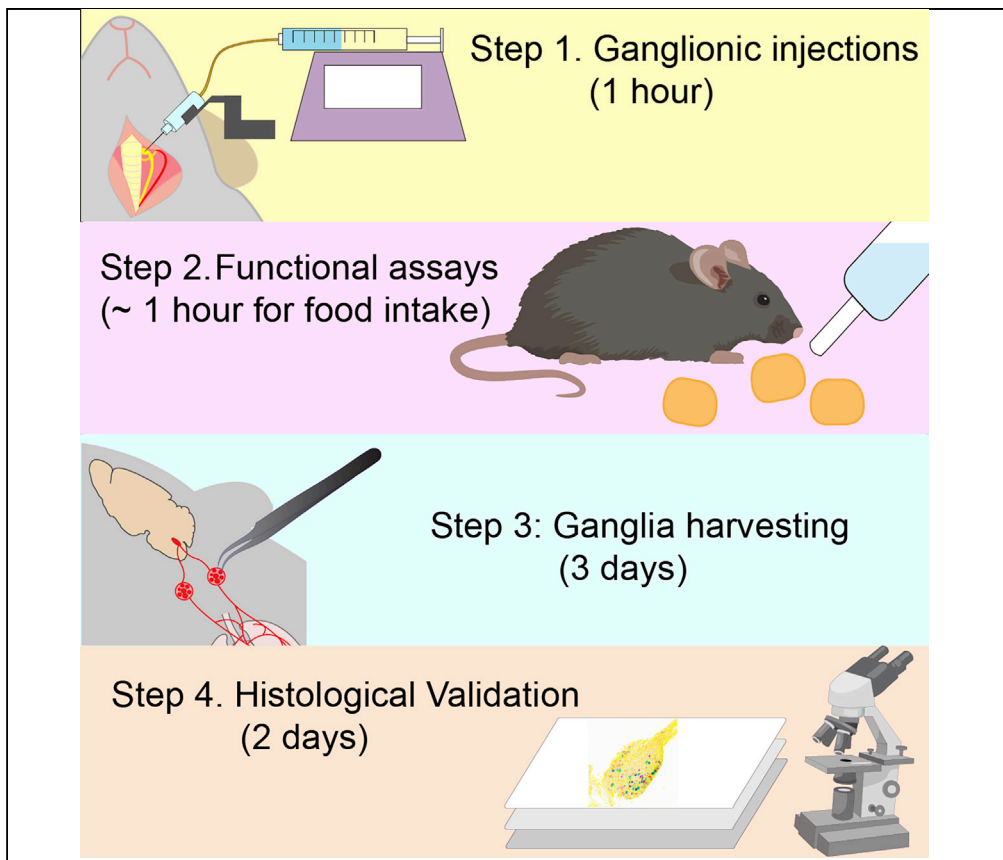 Step 1. Ganglionic injections
(1 hour)
Step 2.Functional assays
(~ 1 hour for food intake)
Step 3: Ganglia harvesting
(3 days)
Step 4. Histological Validation
(2 days)